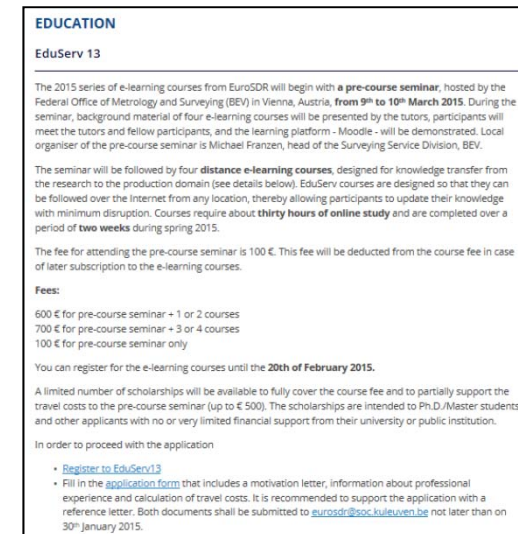 EDUCATION
EduServ 13
The 2015 series of e-learning courses from EuroSDR will begin with a pre-course seminar, hosted by the
Federal Office of Metrology and Surveying (BEV) in Vienna, Austria, from 9th to 10th March 2015. During the
seminar, background material of four e-learning courses will be presented by the tutors, participants will
meet the tutors and fellow participants, and the learning platform - Moodle - will be demonstrated. Local
organiser of the pre-course seminar is Michael Franzen, head of the Surveying Service Division, BEV.
The seminar will be followed by four distance e-learning courses, designed for knowledge transfer from
the research to the production domain (see details below). EduServ courses are designed so that they can
be followed over the Internet from any location, thereby allowing participants to update their knowledge
with minimum disruption. Courses require about thirty hours of online study and are completed over a
period of two weeks during spring 2015.
The fee for attending the pre-course seminar is 100 €. This fee will be deducted from the course fee in case
of later subscription to the e-learning courses.
Fees:
600 € for pre-course seminar + 1 or 2 courses
700 € for pre-course seminar + 3 or 4 courses
100 € for pre-course seminar only
You can register for the e-learning courses until the 20th of February 2015.
A limited number of scholarships will be available to fully cover the course fee and to partially support the
travel costs to the pre-course seminar (up to € 500). The scholarships are intended to Ph.D./Master students
and other applicants with no or very limited financial support from their university or public institution.
In order to proceed with the application
• Register to EduServ13
• Fill in the application form that includes a motivation letter, information about professional
experience and calculation of travel costs. It is recommended to support the application with a
reference letter. Both documents shall be submitted to eurosdr@soc.kuleuven.be not later than on
30th January 2015.